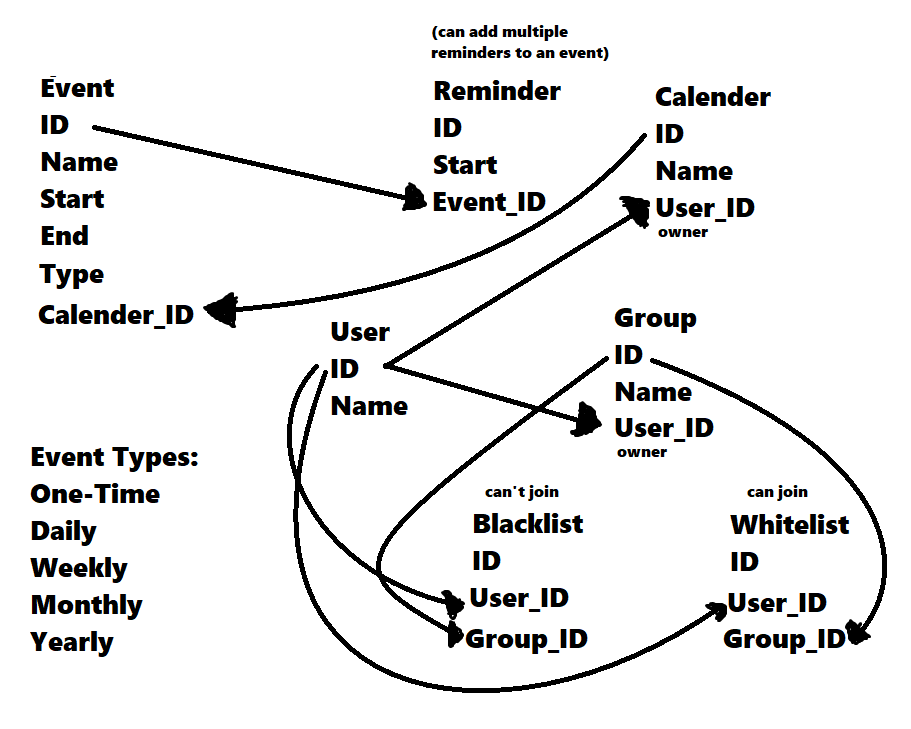 (can add multiple
reminders to an event)
Event
ID
Name
Start
End
Type
Calender_ID
Reminder
ID
Start
Event_ID
Calender
ID
Name
User_ID
owner
User
ID
Name
Group
ID
Name
User_ID
owner
Event Types:
One-Time
Daily
Weekly
Monthly
Yearly
can't join
Blacklist
ID
User_ID
Group_ID
can join
Whitelist
ID
User_ID
Group_ID